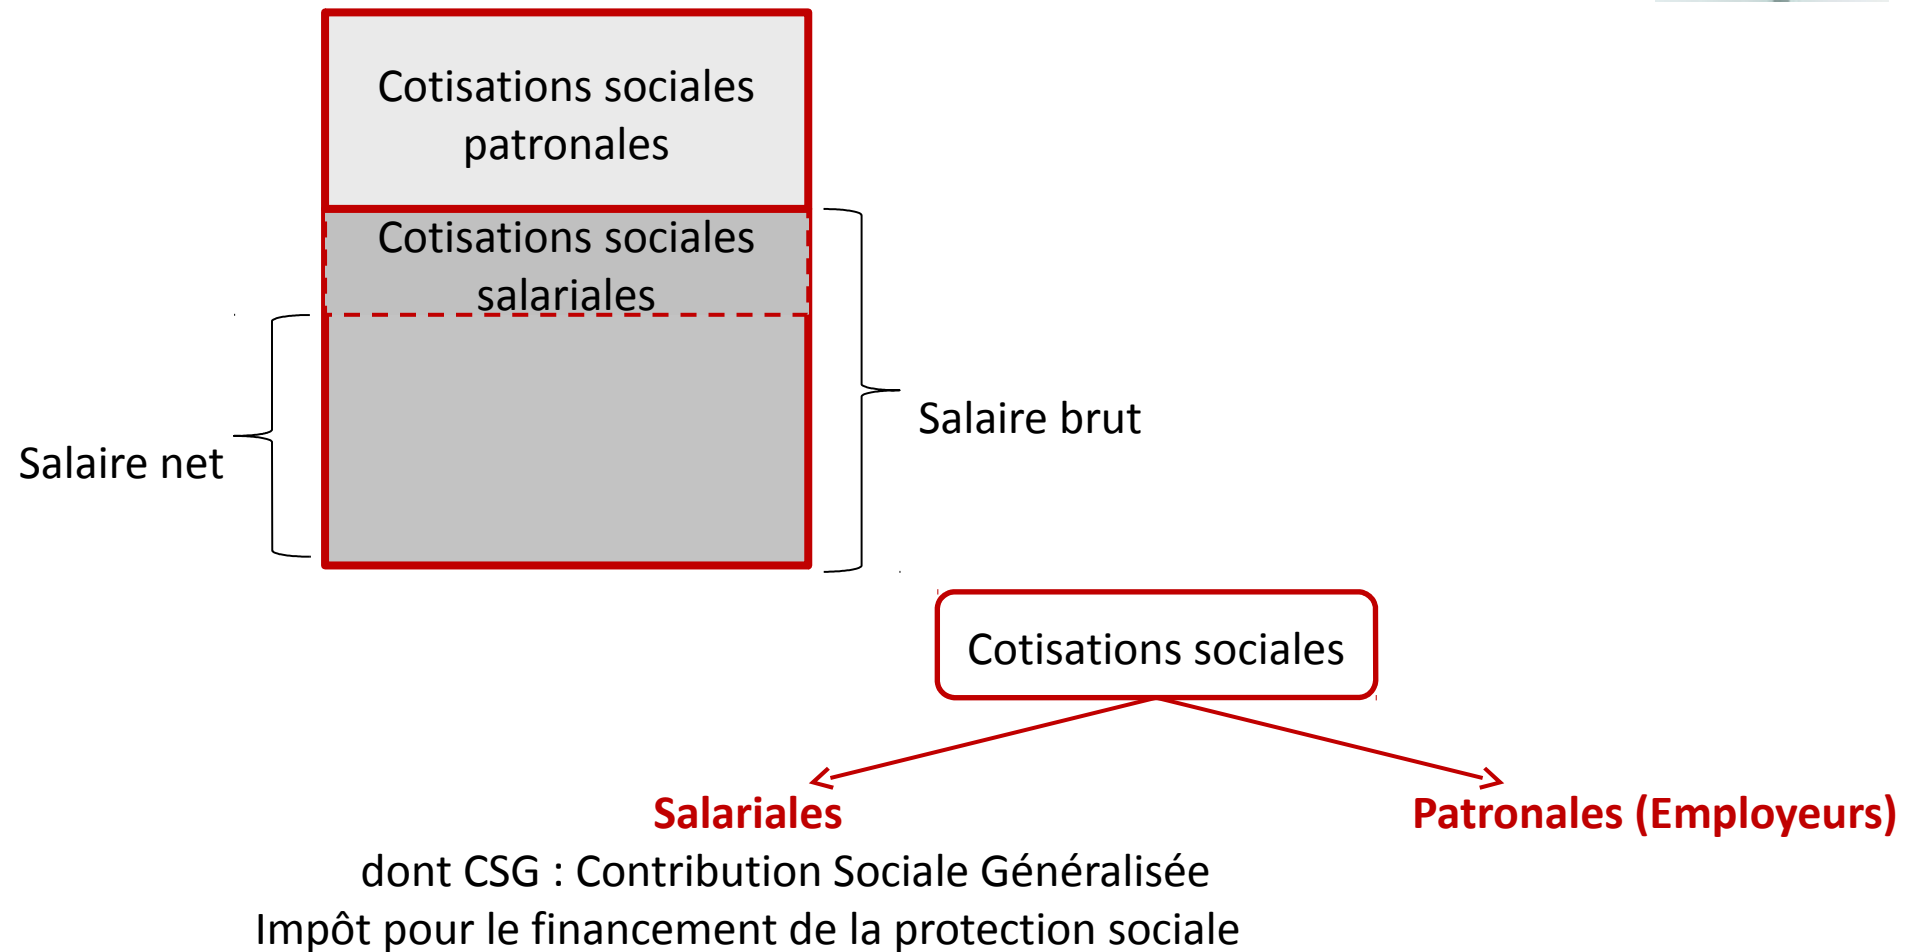 Cotisations sociales
patronales
Cotisations sociales
salariales
Salaire brut
Salaire net
Cotisations sociales
Salariales
Patronales (Employeurs)
dont CSG : Contribution Sociale Généralisée
Impôt pour le financement de la protection sociale